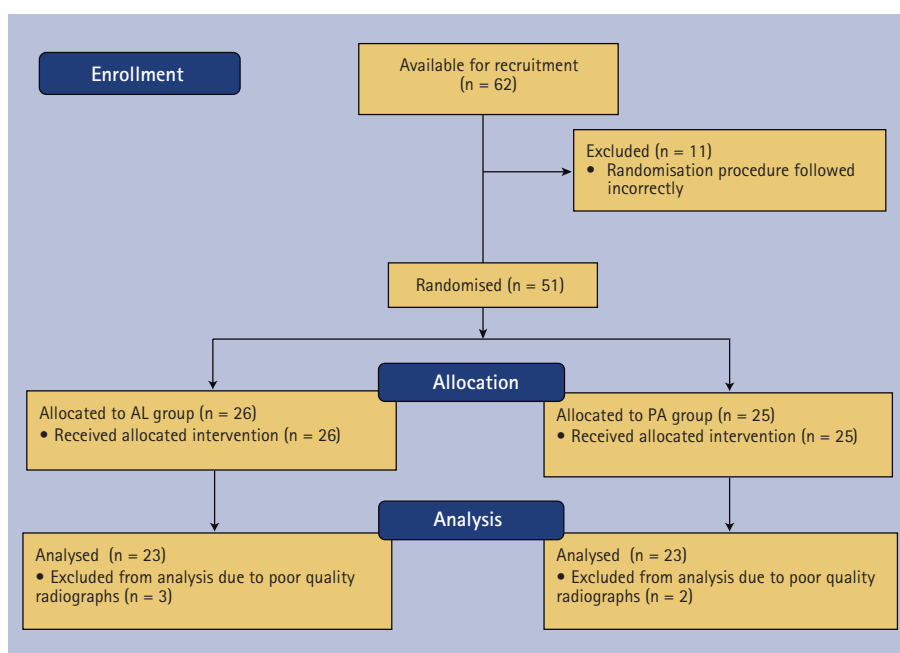 Enrollment
Available for recruitment
(n = 62)
Excluded (n = 11)
• Randomisation procedure followed
incorrectly
Randomised (n = 51)
Allocation
Allocated to AL group (n = 26)
• Received allocated intervention (n = 26)
Allocated to PA group (n = 25)
• Received allocated intervention (n = 25)
Analysis
Analysed (n = 23)
• Excluded from analysis due to poor quality
radiographs (n = 3)
Analysed (n = 23)
• Excluded from analysis due to poor quality
radiographs (n = 2)